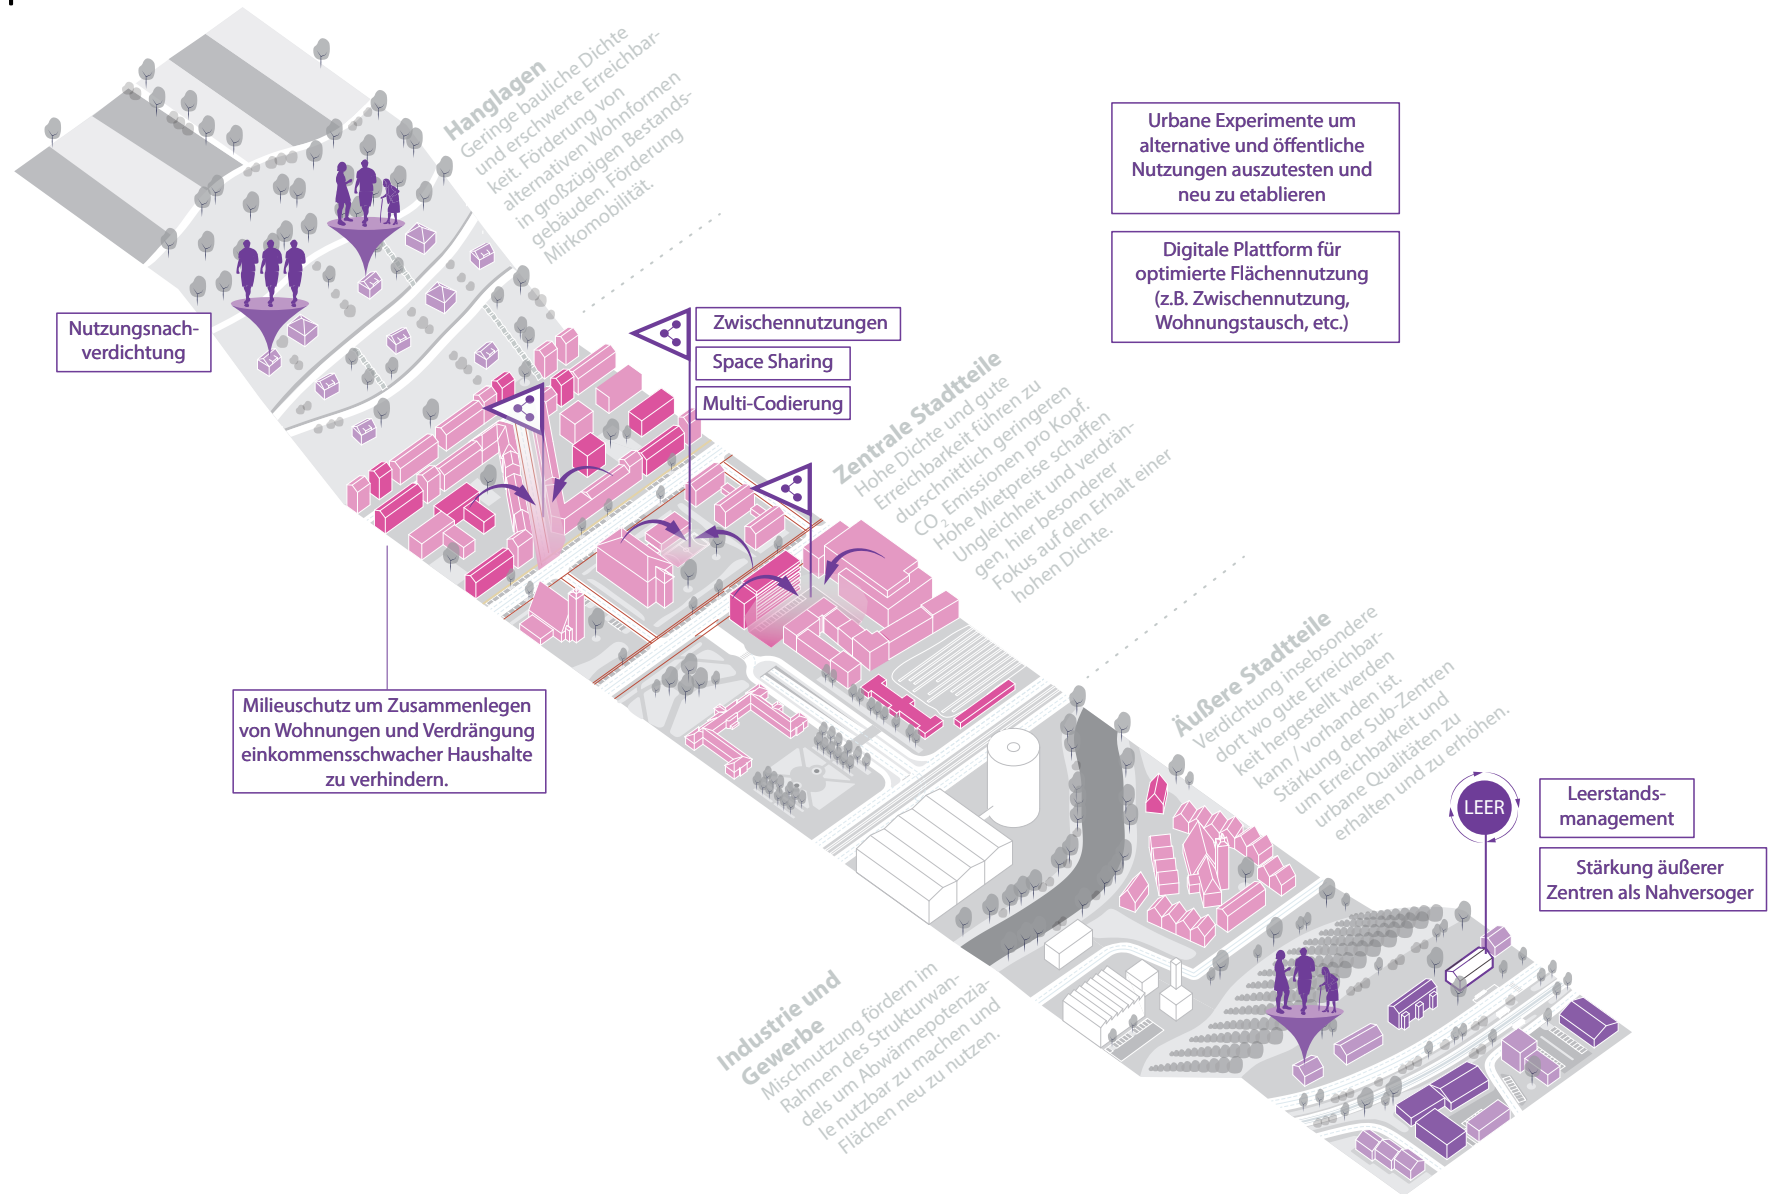 Hanglagen
Geringe bauliche Dichte
und erschwerte Erreichbar-
keit. Förderung von
alternativen Wohnformen
in großzügigen Bestands-
gebäuden. Förderung
Mirkomobilität.
Urbane Experimente um
alternative und öffentliche
Nutzungen auszutesten und
neu zu etablieren
Digitale Plattform für
optimierte Flächennutzung
(z.B. Zwischennutzung,
Wohnungstausch, etc.)
Nutzungsnach-
verdichtung
Zwischennutzungen
Space Sharing
Multi-Codierung
Zentrale Stadtteile
Hohe Dichte und gute
Erreichbarkeit führen zu
durschnittlich geringeren
CO₂ Emissionen pro Kopf.
Hohe Mietpreise schaffen
Ungleichheit und verdrän-
gen, hier besonderer
Fokus auf den Erhalt einer
hohen Dichte.
Milieuschutz um Zusammenlegen
von Wohnungen und Verdrängung
einkommensschwacher Haushalte
zu verhindern.
Äußere Stadtteile
Verdichtung insebsondere
dort wo gute Erreichbar-
keit hergestellt werden
kann / vorhanden ist.
Stärkung der Sub-Zentren
um Erreichbarkeit und
urbane Qualitäten zu
erhalten und zu erhöhen.
LEER
Leerstands-
management
Stärkung äußerer
Zentren als Nahversoger
Industrie und
Gewerbe
Mischnutzung fördern im
Rahmen des Strukturwan-
dels um Abwärmepotenzia-
le nutzbar zu machen und
Flächen neu zu nutzen.